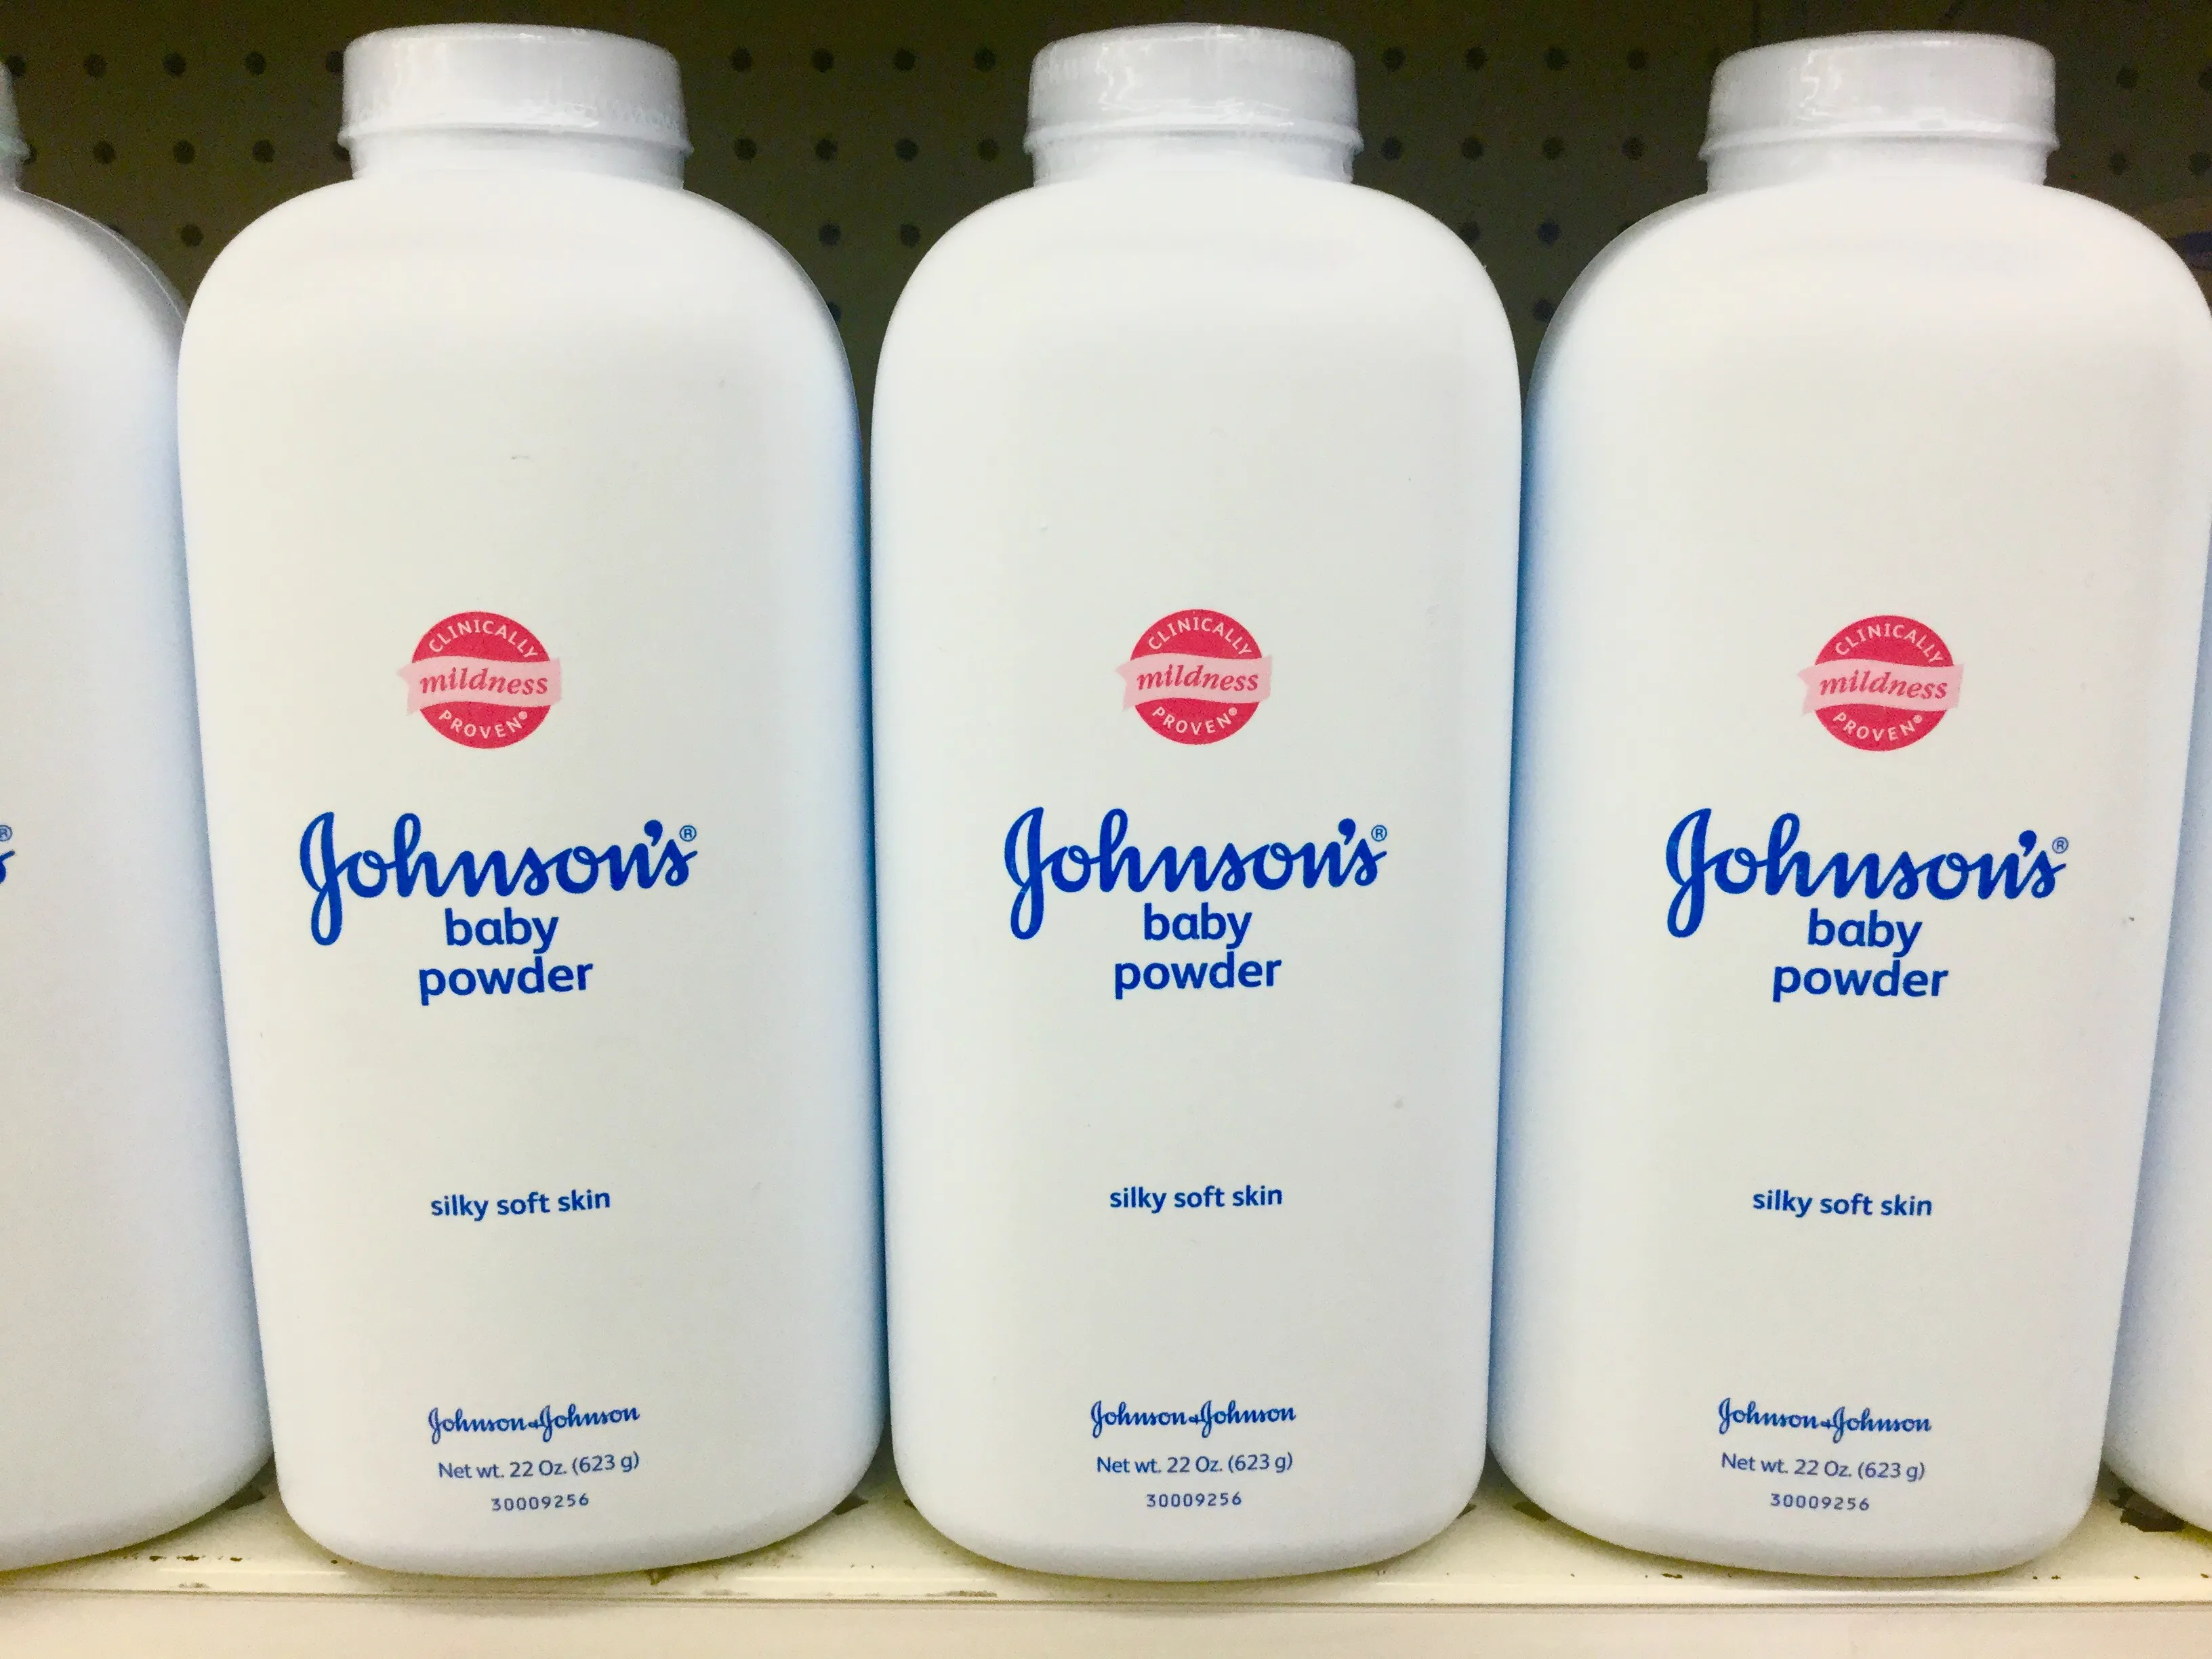 CLINICALLY
mildness
PROVEN®
Johnson's®
baby
powder
silky soft skin
Johnson&Johnson
Net wt. 22 Oz. (623 g)
30009256
CLINICALLY
mildness
PROVEN®
Johnson's®
baby
powder
silky soft skin
Johnson&Johnson
Net wt. 22 Oz. (623 g)
30009256
CLINICALLY
mildness
PROVEN®
Johnson's®
baby
powder
silky soft skin
Johnson&Johnson
Net wt. 22 Oz. (623 g)
30009256